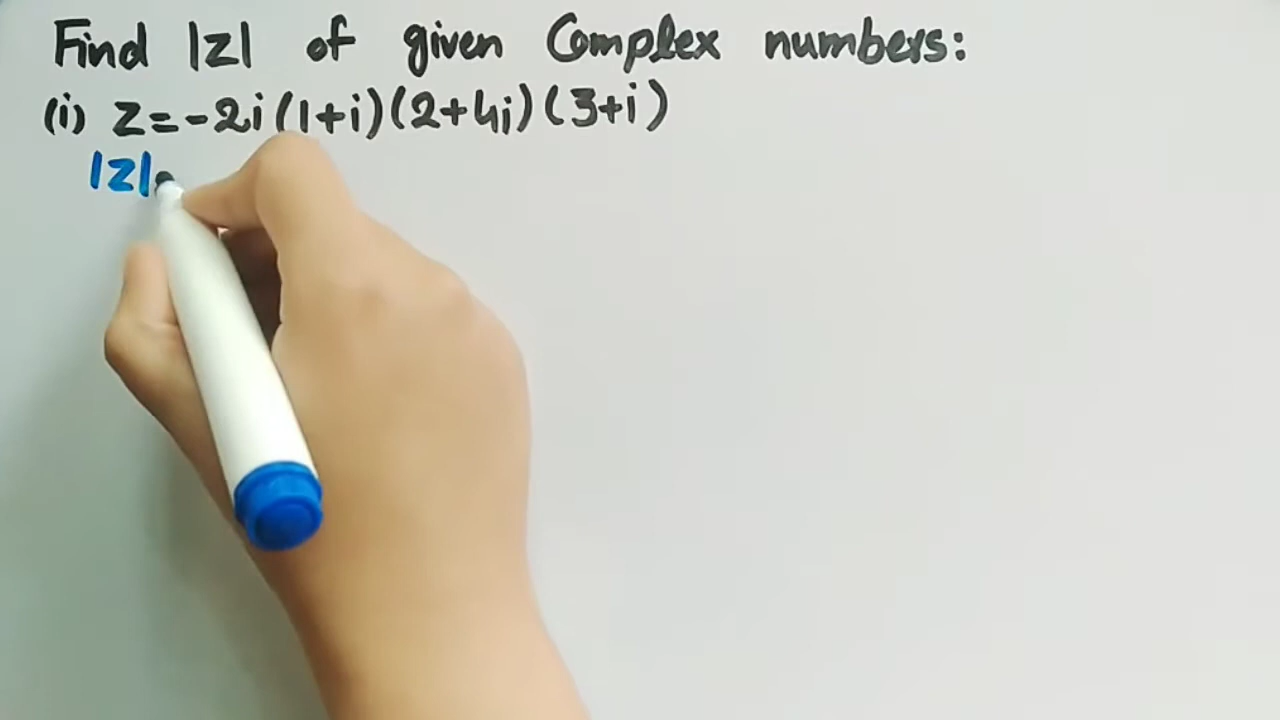 Find |z| of given Complex numbers:
(i) z=-2i(1+i)(2+4i)(3+i)
|z|